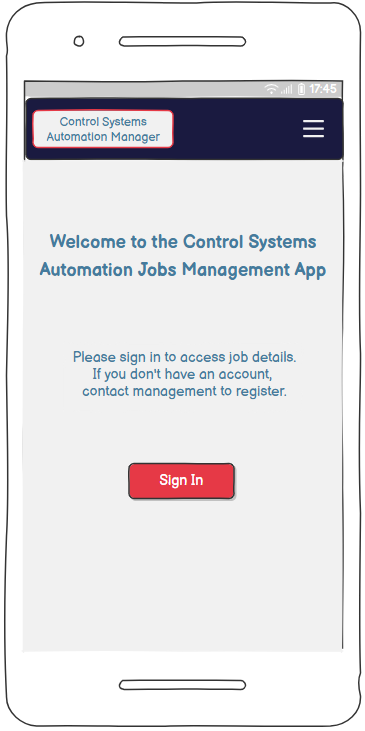 17:45
Control Systems
Automation Manager
Welcome to the Control Systems
Automation Jobs Management App
Please sign in to access job details.
If you don't have an account,
contact management to register.
Sign In